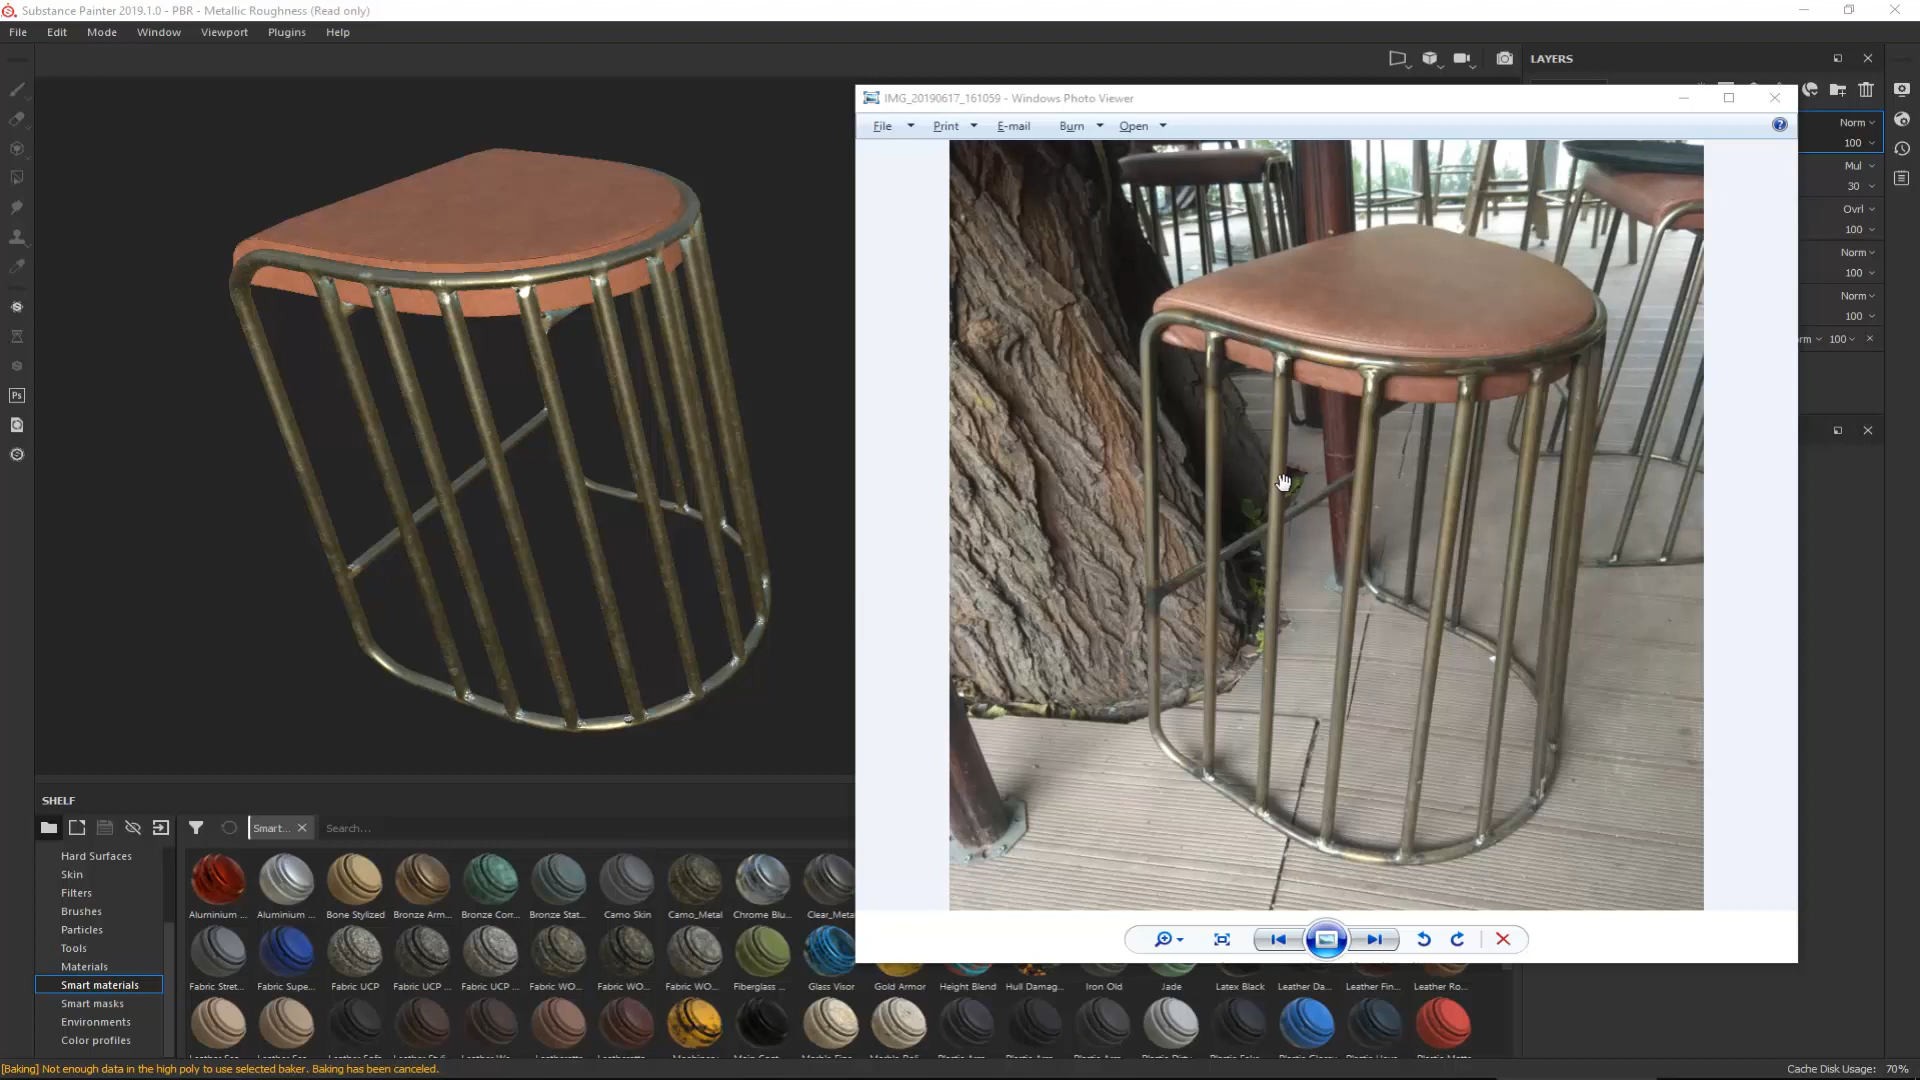 Substance Painter 2019.1.0 - PBR - Metallic Roughness (Read only)
File Edit Mode Window Viewport Plugins Help
LAYERS
IMG_20190617_161059 - Windows Photo Viewer
File Print E-mail Burn Open
Norm
100
Mul
30
Ovrl
100
Norm
100
Norm
100
rm 100
Ps
SHELF
Smart...
Search...
Hard Surfaces
Skin
Filters
Brushes
Particles
Tools
Materials
Smart materials
Smart masks
Environments
Color profiles
Aluminium ... Aluminium ... Bone Stylized Bronze Arm... Bronze Corr... Bronze Stat... Camo Skin Camo_Metal Chrome Blu... Clear_Meta
Fabric Stret... Fabric Supe... Fabric UCP Fabric UCP ... Fabric UCP ... Fabric WO... Fabric WO... Fabric WO... Fiberglass ... Glass Visor Gold Armor Height Blend Hull Damag... Iron Old Jade Latex Black Leather Da... Leather Fin... Leather Ro...
[Baking] Not enough data in the high poly to use selected baker. Baking has been canceled.
Cache Disk Usage: 70%